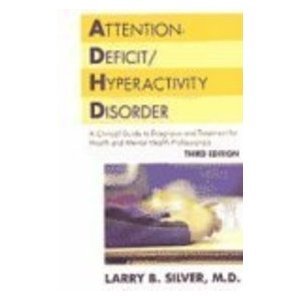 ATTENTION-
DEFICIT/
HYPERACTIVITY
DISORDER
A Clinical Guide to Diagnosis and Treatment for
Health and Mental Health Professionals
THIRD EDITION
LARRY B. SILVER, M.D.